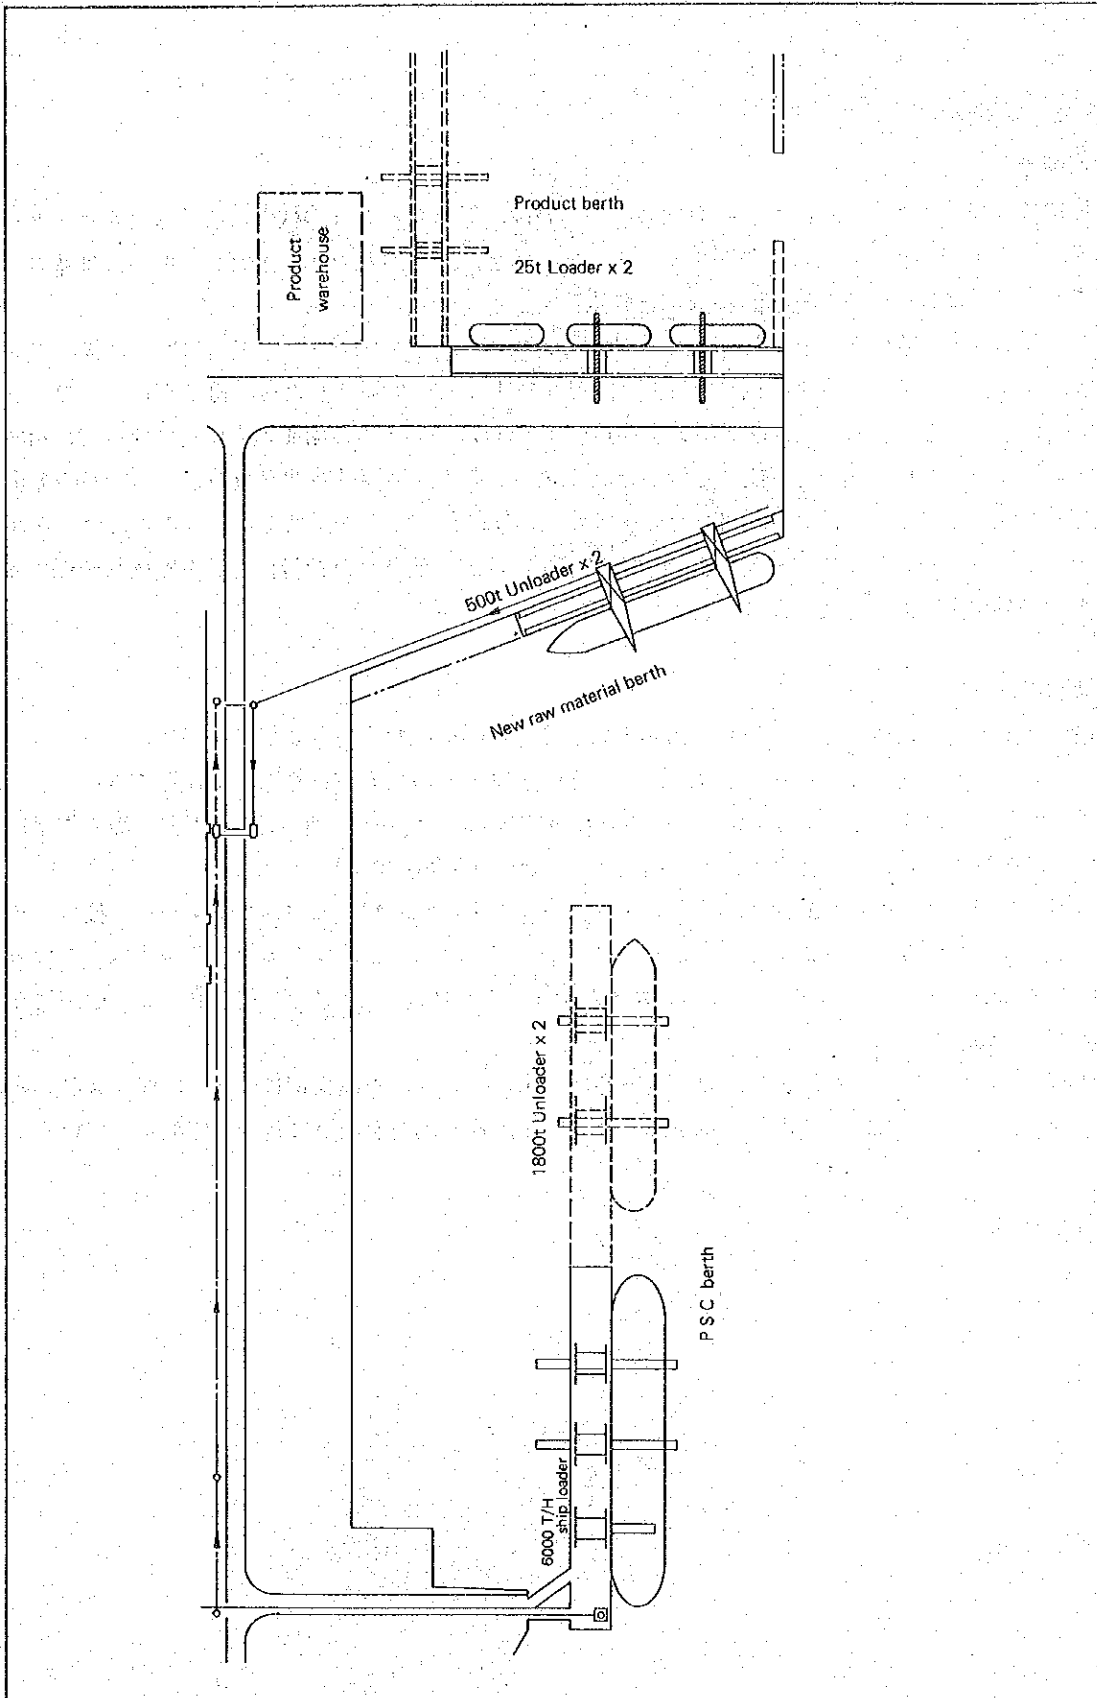 Product berth
Product
warehouse
25t Loader x 2
500t Unloader x 2
New raw material berth
1800t Unloader x 2
P S C berth
6000 T/H
ship loader